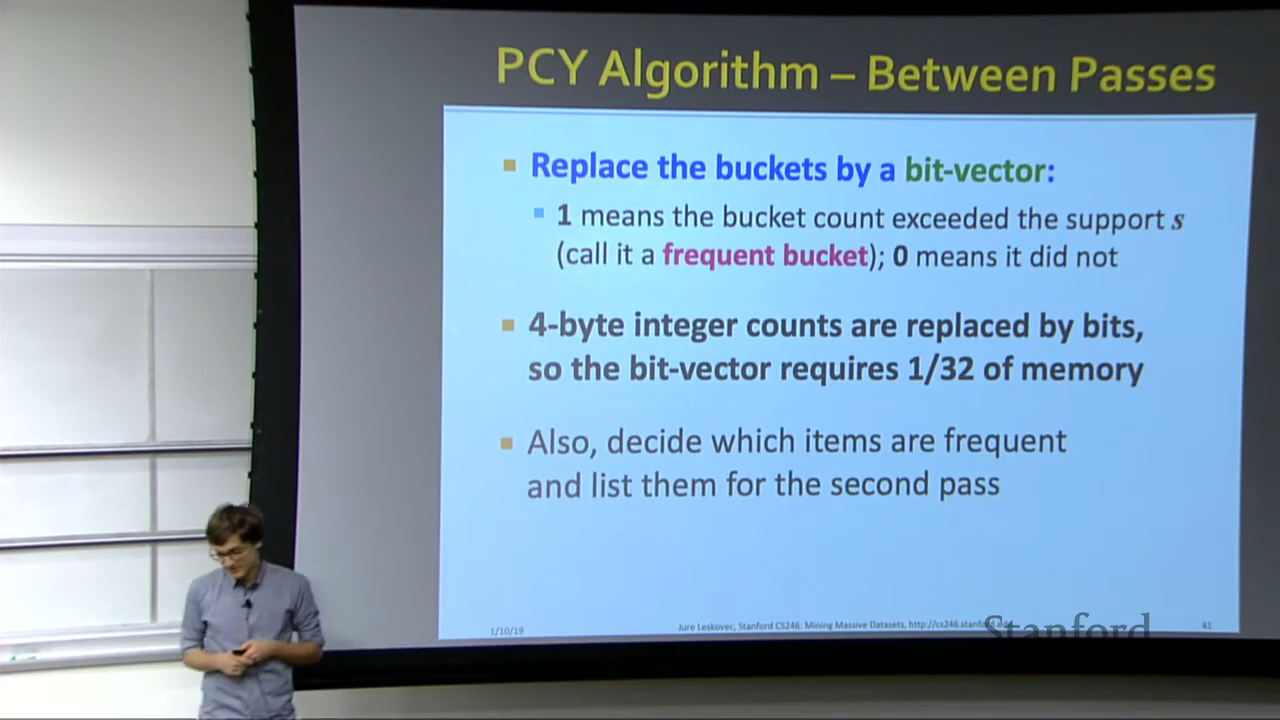 PCY Algorithm – Between Passes
Replace the buckets by a bit-vector:
1 means the bucket count exceeded the support s
(call it a frequent bucket); 0 means it did not
4-byte integer counts are replaced by bits,
so the bit-vector requires 1/32 of memory
Also, decide which items are frequent
and list them for the second pass
1/10/19
Jure Leskovec, Stanford CS246: Mining Massive Datasets, http://cs246.stanford.edu
41
Stanford